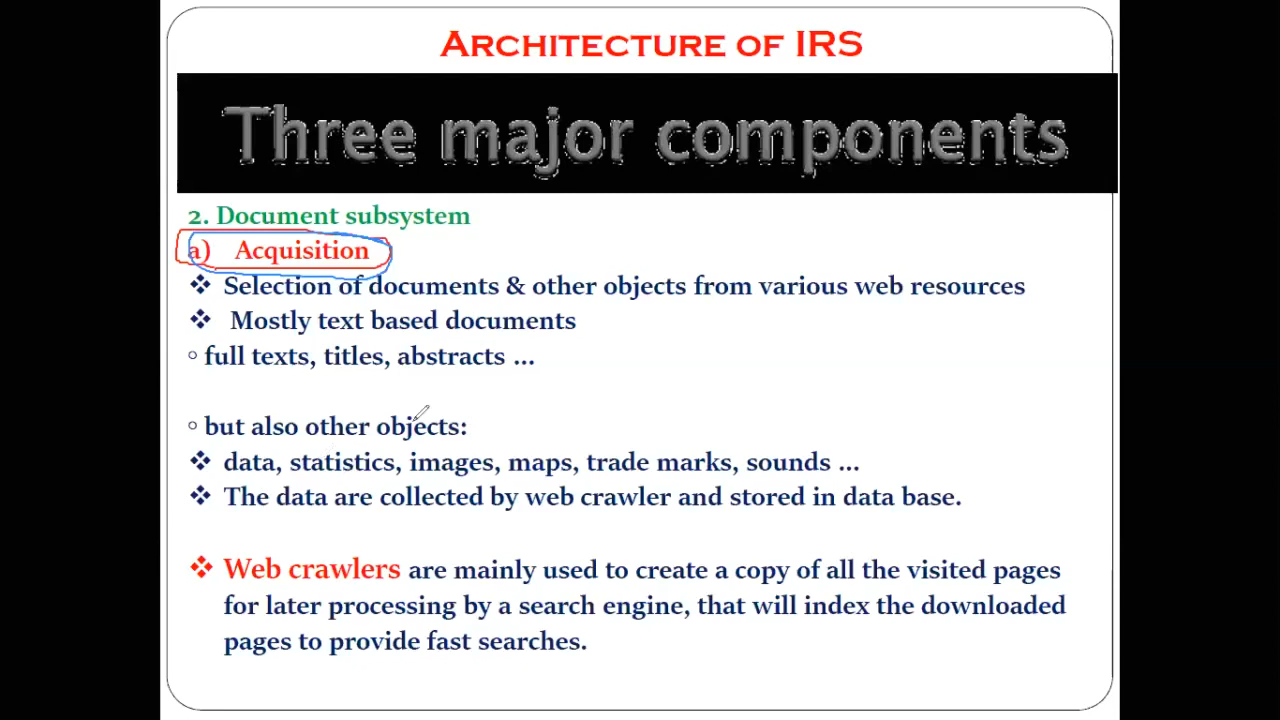 ARCHITECTURE OF IRS
Three major components
2. Document subsystem
a) Acquisition
❖ Selection of documents & other objects from various web resources
❖ Mostly text based documents
○ full texts, titles, abstracts ...
○ but also other objects:
❖ data, statistics, images, maps, trade marks, sounds ...
❖ The data are collected by web crawler and stored in data base.
❖ Web crawlers are mainly used to create a copy of all the visited pages
for later processing by a search engine, that will index the downloaded
pages to provide fast searches.